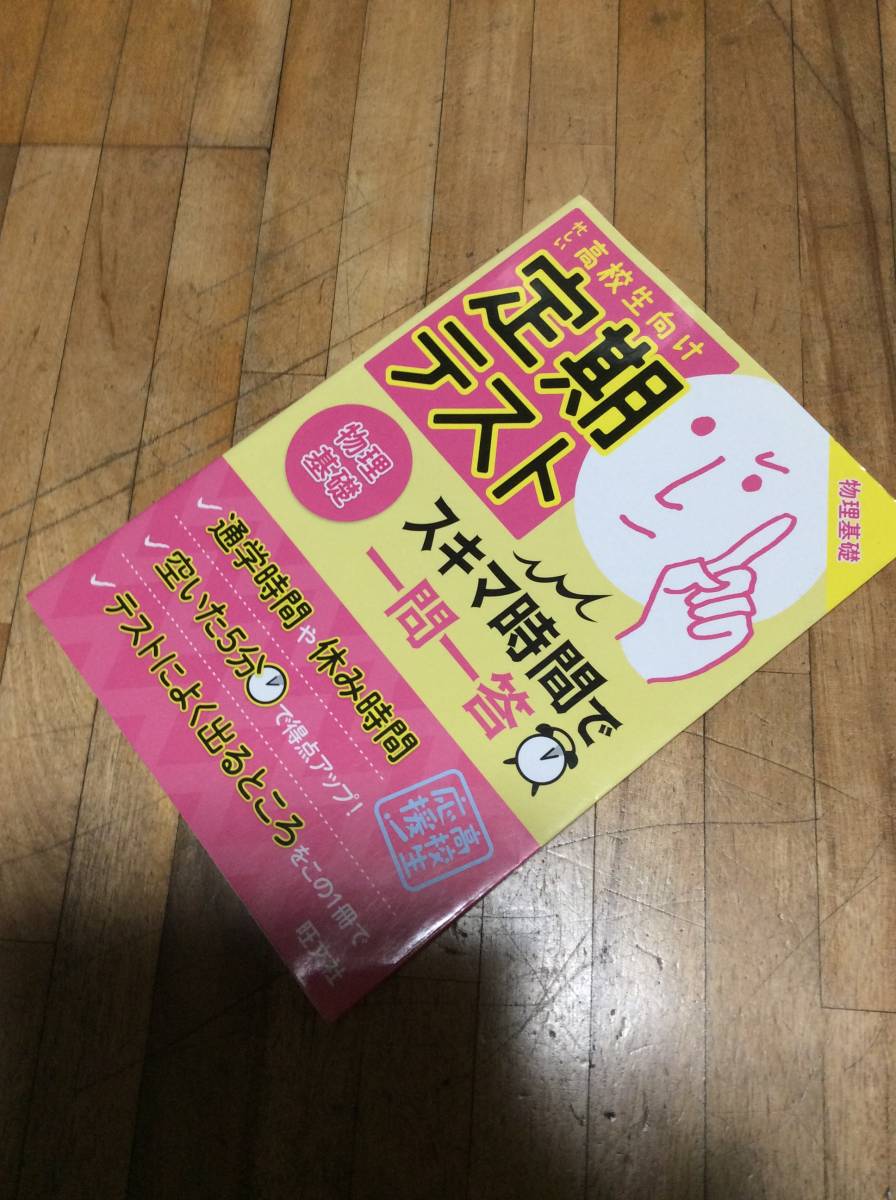 忙しい高校生向け
定期
テスト
物理基礎
スキマ時間で
一問一答
物理
基礎
通学時間や休み時間
空いた5分で得点アップ!
テストによく出るところをこの1冊で
高校生
応援!
旺文社